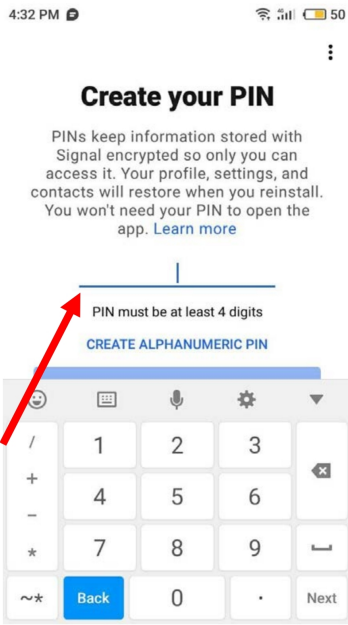 4:32 PM
4G
50
Create your PIN
PINs keep information stored with
Signal encrypted so only you can
access it. Your profile, settings, and
contacts will restore when you reinstall.
You won't need your PIN to open the
app. Learn more
PIN must be at least 4 digits
CREATE ALPHANUMERIC PIN
/ 1 2 3
+
4 5 6
-
* 7 8 9
~* Back 0 . Next